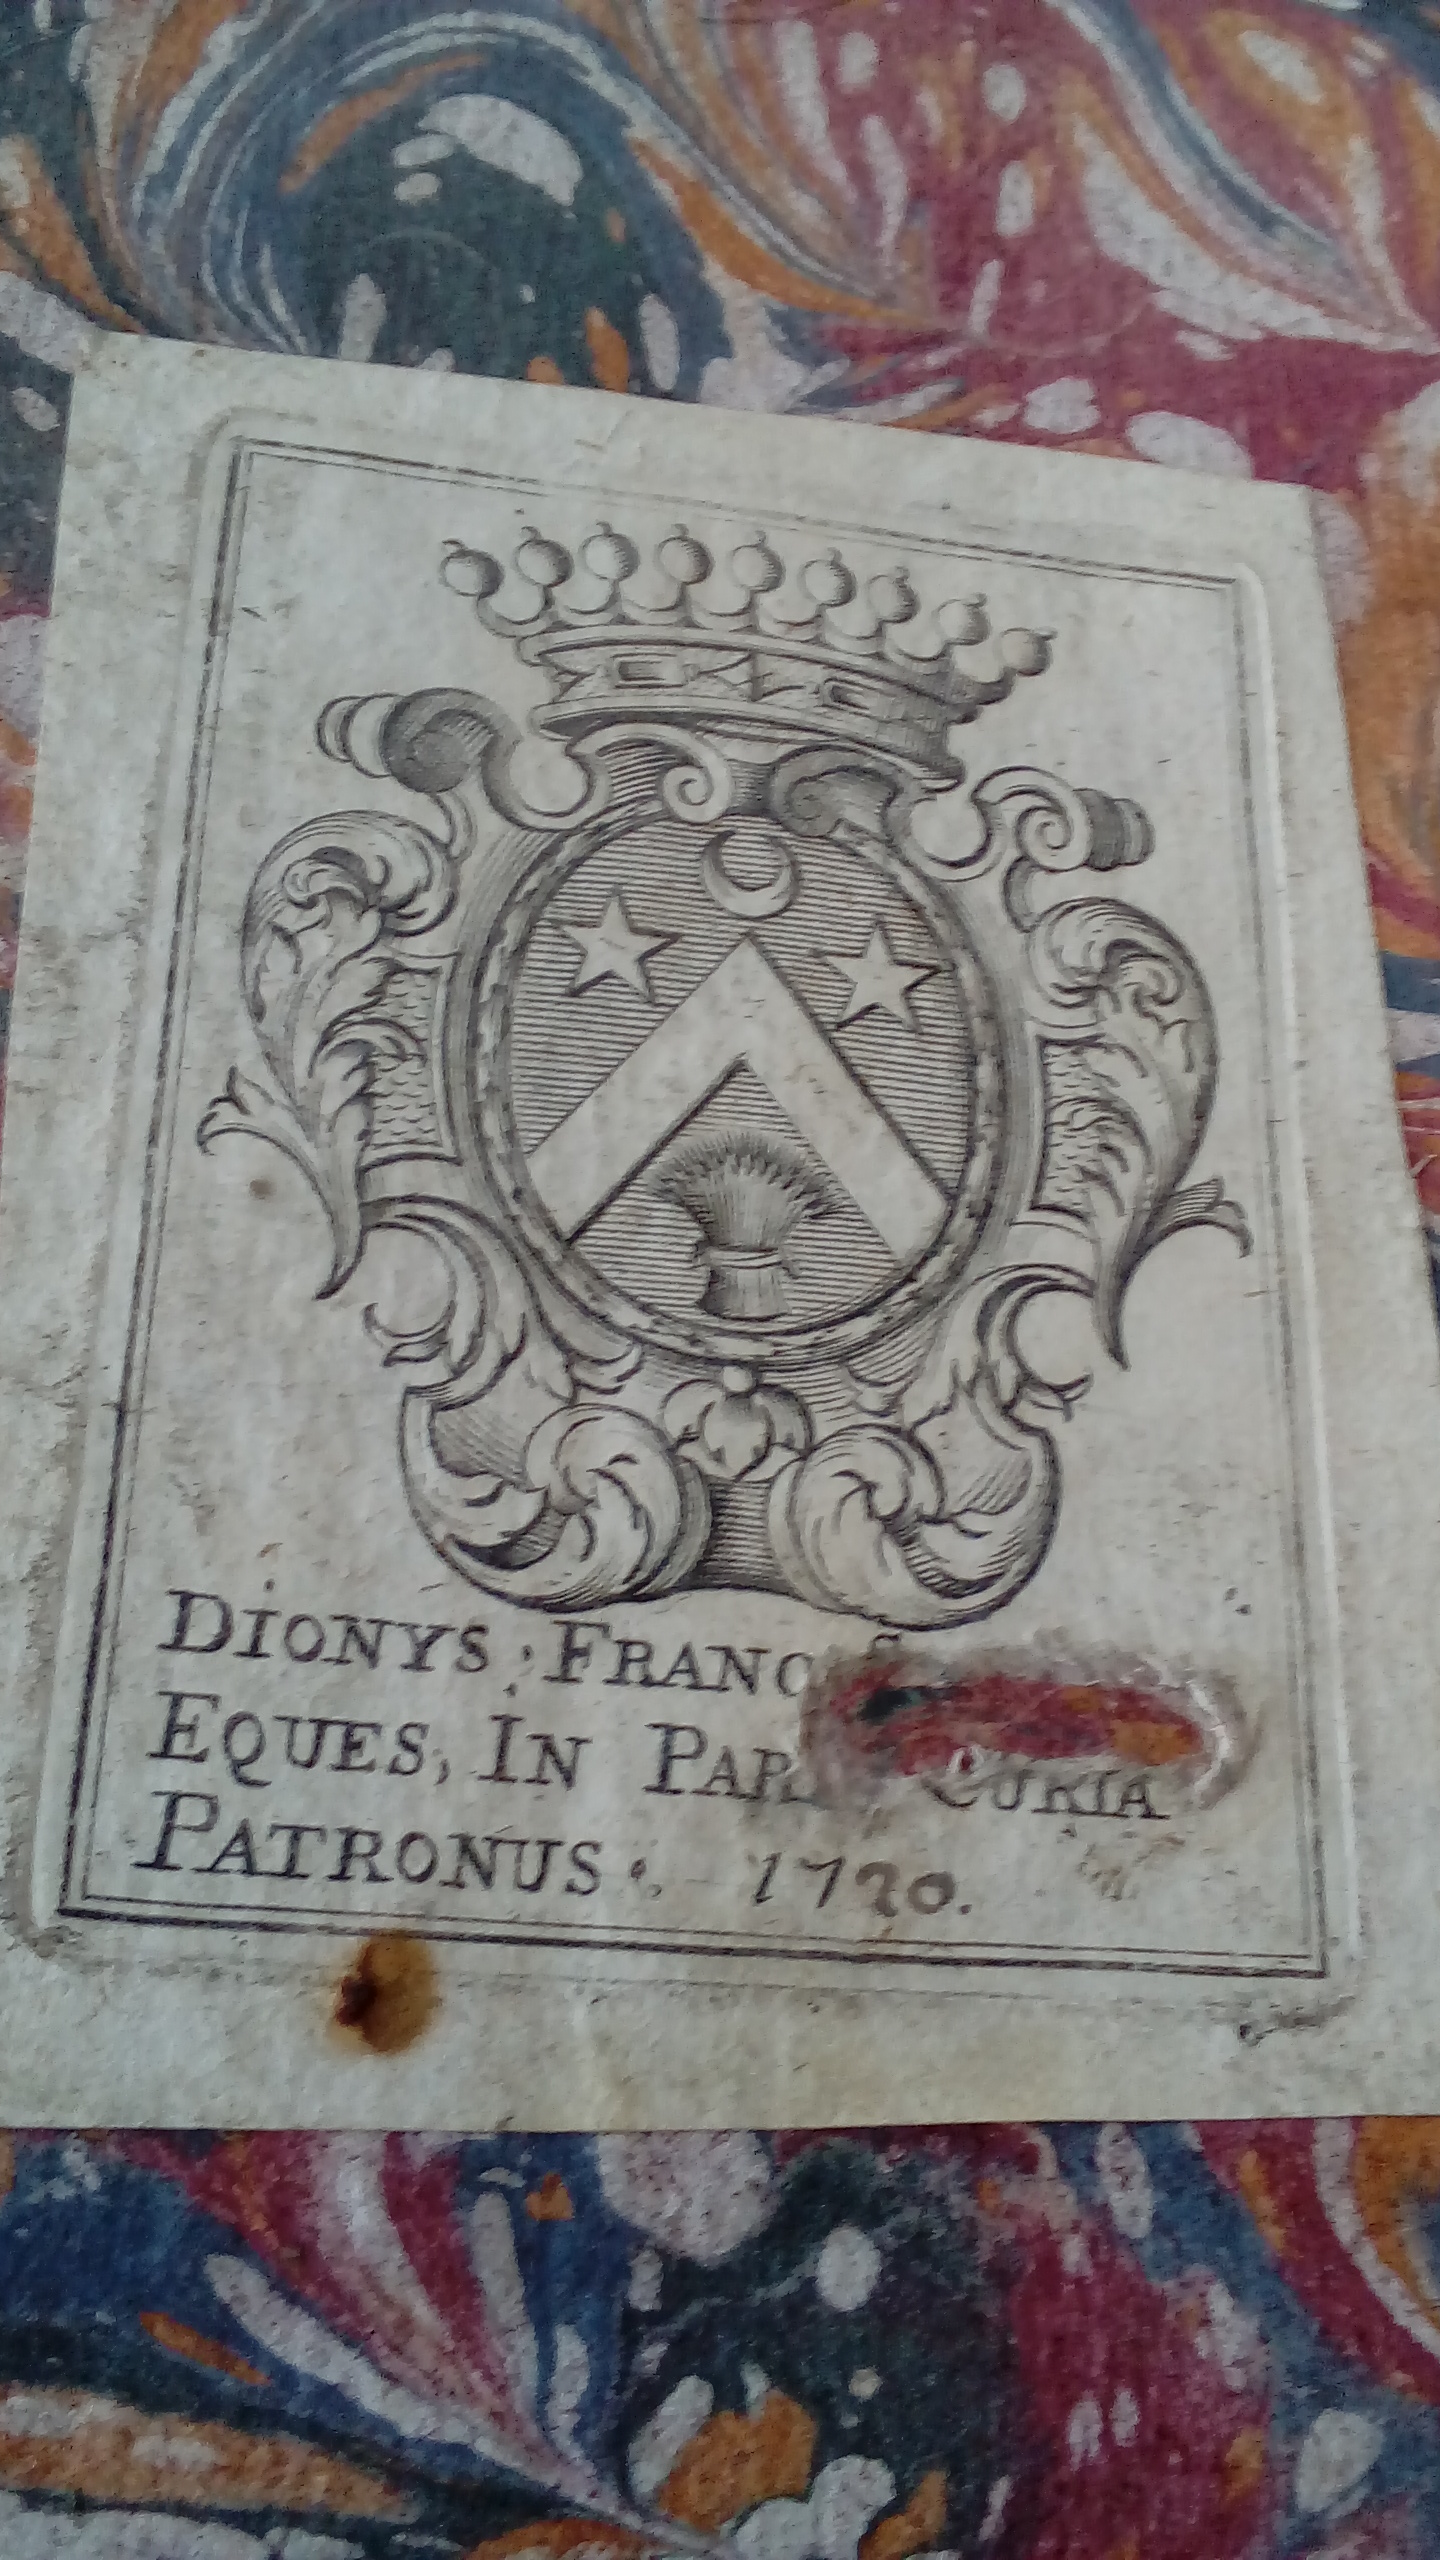 DIONYS: FRANC
EQUES, IN PAR CURIA
PATRONUS: 1720.